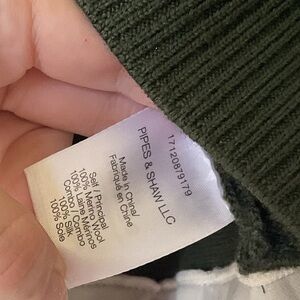 17120879179
PIPES & SHAW LLC
Made in China/
Fabriqué en Chine
Self / Principal
100% Merino Wool
100% Laine Mérinos
Combo / Combo
100% Silk
100% Soie